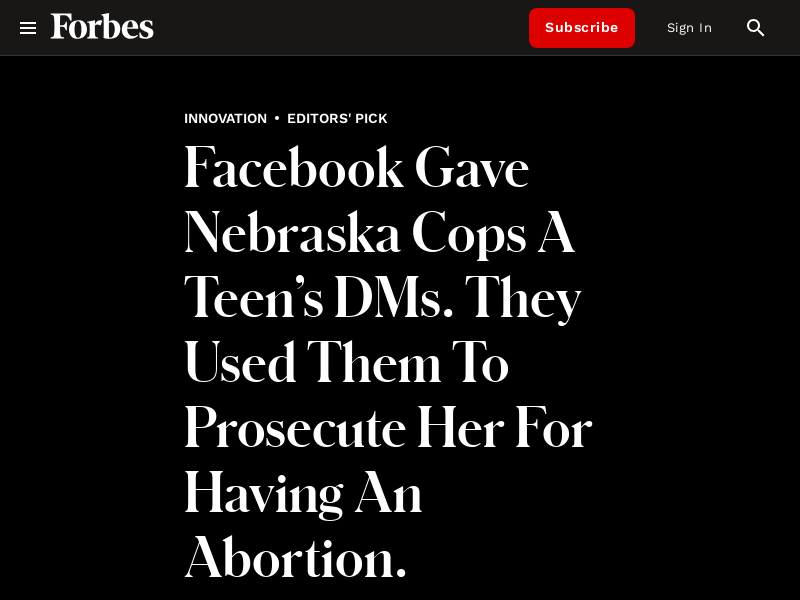 Forbes
Subscribe
Sign In
INNOVATION • EDITORS' PICK
Facebook Gave
Nebraska Cops A
Teen’s DMs. They
Used Them To
Prosecute Her For
Having An
Abortion.